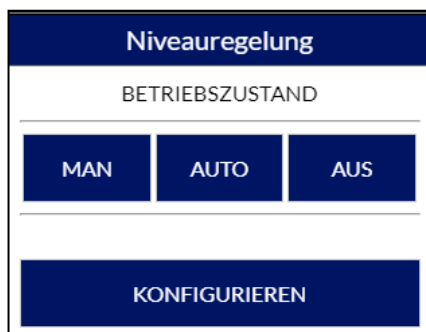 Niveauregelung
BETRIEBSZUSTAND
MAN AUTO AUS
KONFIGURIEREN